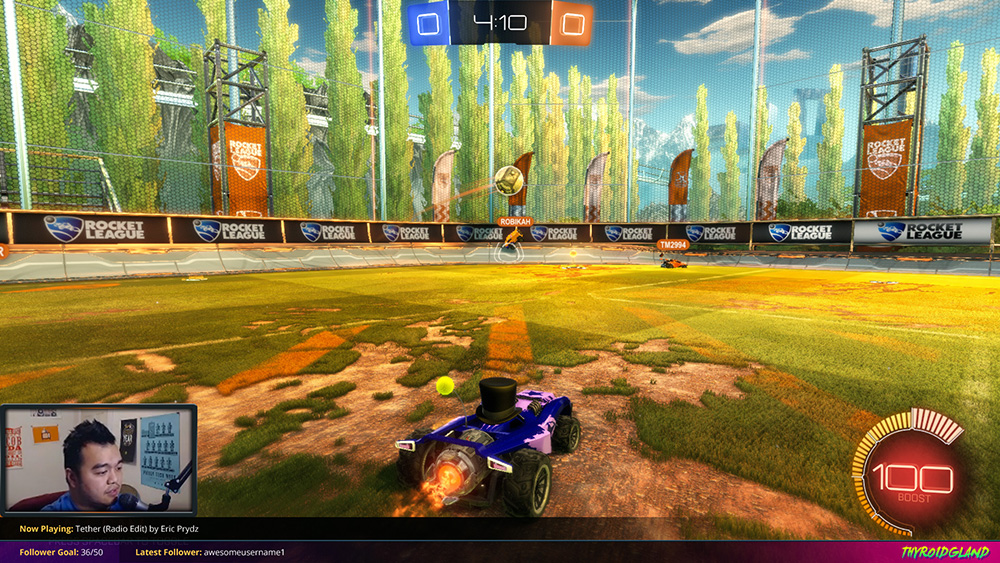 0 4:10 0
ROCKET LEAGUE
ROCKET LEAGUE
ROBIKAH
TM2994
R
ROCKET LEAGUE
ROCKET LEAGUE
ROCKET LEAGUE
ROCKET LEAGUE
ROCKET LEAGUE
ROCKET LEAGUE
ROCKET LEAGUE
ROCKET LEAGUE
ROCKET LEAGUE
ROCKET LEAGUE
100
BOOST
Now Playing: Tether (Radio Edit) by Eric Prydz
Follower Goal: 36/50 Latest Follower: awesomeusername1
THYROIDGLAND